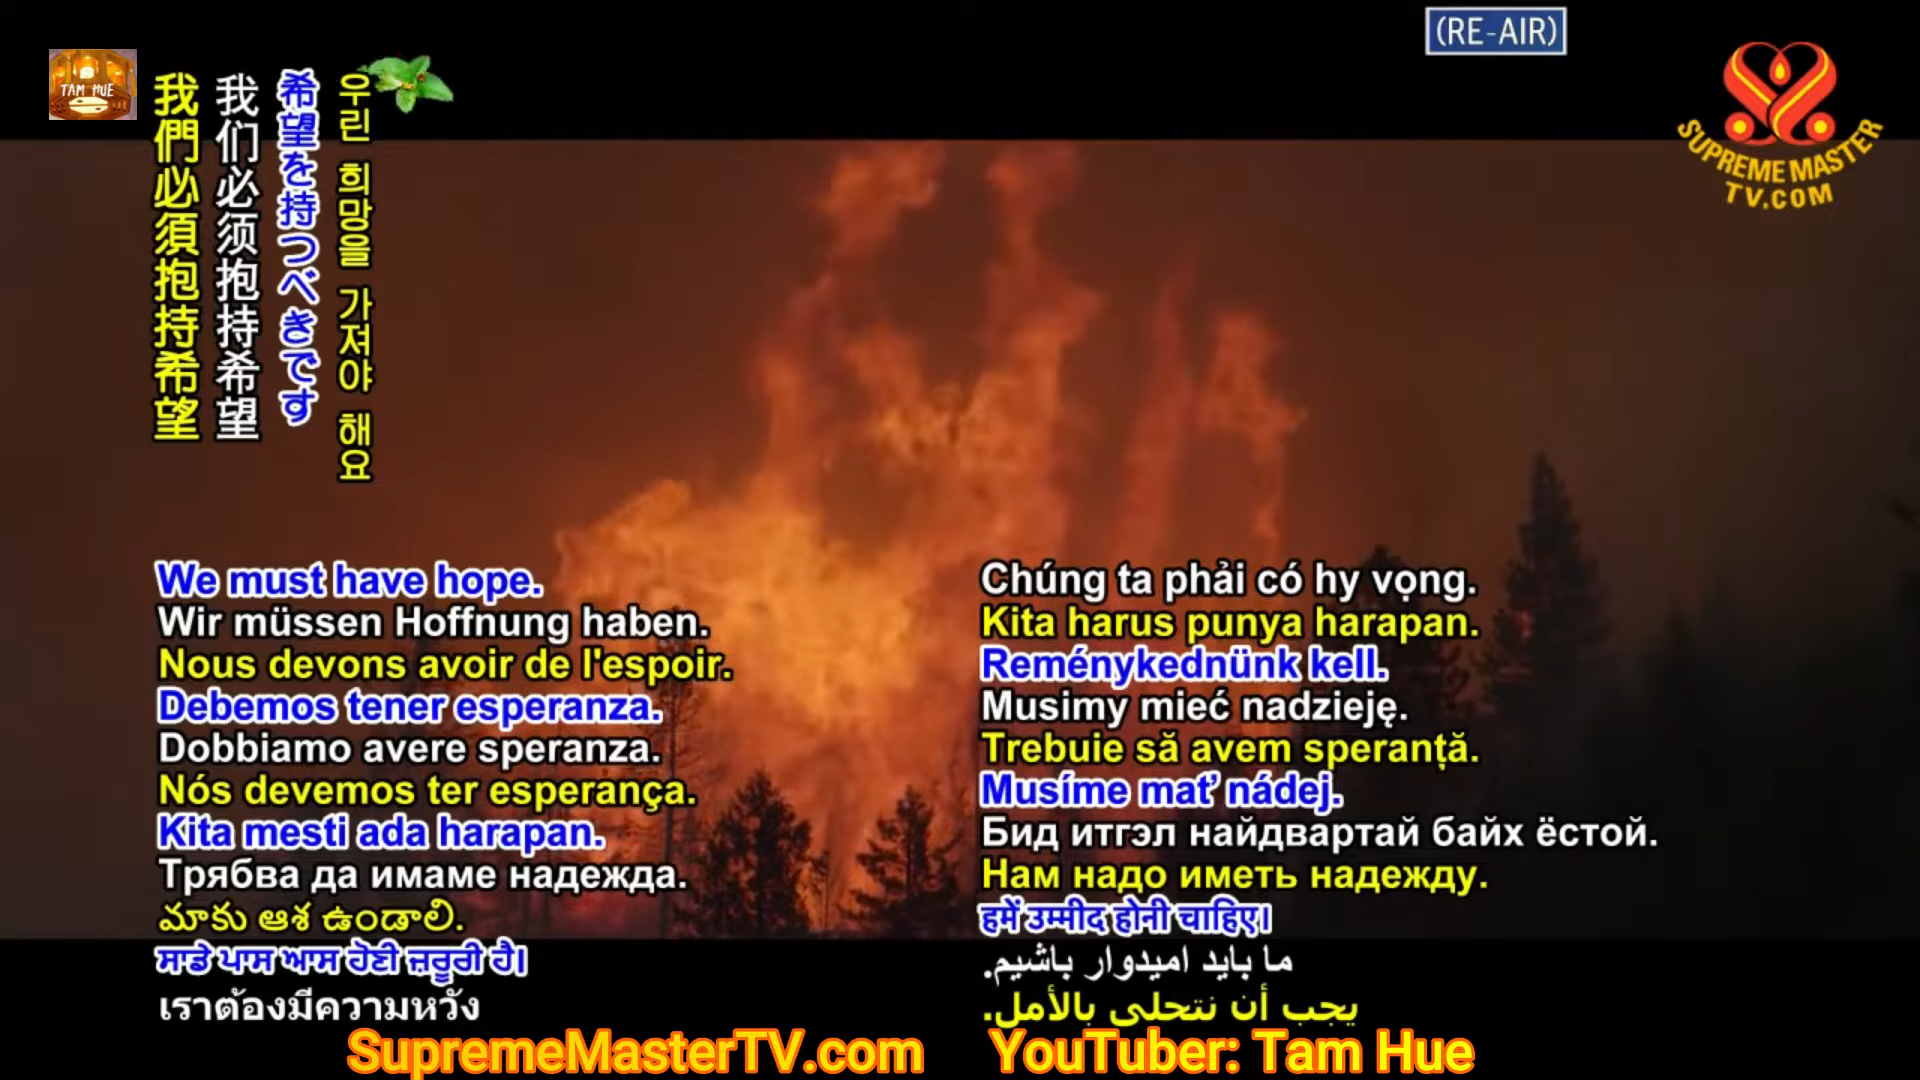 (RE-AIR)
TAM HUE
SUPREME MASTER
TV.COM
我們必須抱持希望
我们必须抱持希望
希望を持つべきです
우린 희망을 가져야 해요
We must have hope.
Wir müssen Hoffnung haben.
Nous devons avoir de l'espoir.
Debemos tener esperanza.
Dobbiamo avere speranza.
Nós devemos ter esperança.
Kita mesti ada harapan.
Трябва да имаме надежда.
మాకు ఆశ ఉండాలి.
ਸਾਡੇ ਪਾਸ ਆਸ ਹੋਣੀ ਜ਼ਰੂਰੀ ਹੈ।
เราต้องมีความหวัง
Chúng ta phải có hy vọng.
Kita harus punya harapan.
Reménykednünk kell.
Musimy mieć nadzieję.
Trebuie să avem speranță.
Musíme mať nádej.
Бид итгэл найдвартай байх ёстой.
Нам надо иметь надежду.
हमें उम्मीद होनी चाहिए।
ما باید امیدوار باشیم.
يجب أن نتحلى بالأمل.
SupremeMasterTV.com
YouTuber: Tam Hue